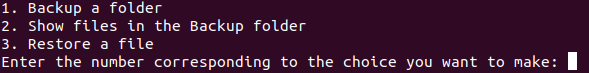 1. Backup a folder
2. Show files in the Backup folder
3. Restore a file
Enter the number corresponding to the choice you want to make: